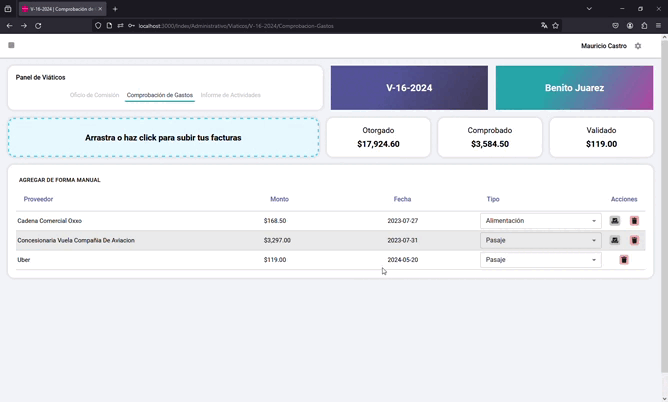 V-16-2024 | Comprobación de
localhost:3000/Index/Administrativo/Viaticos/V-16-2024/Comprobacion-Gastos
Mauricio Castro
Panel de Viáticos
Oficio de Comisión Comprobación de Gastos Informe de Actividades
V-16-2024
Benito Juarez
Arrastra o haz click para subir tus facturas
Otorgado Comprobado Validado
$17,924.60 $3,584.50 $119.00
AGREGAR DE FORMA MANUAL
Proveedor Monto Fecha Tipo Acciones
Cadena Comercial Oxxo $168.50 2023-07-27 Alimentación
Concesionaria Vuela Compañia De Aviacion $3,297.00 2023-07-31 Pasaje
Uber $119.00 2024-05-20 Pasaje